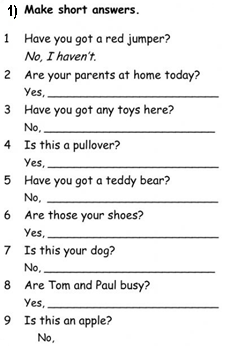 1) Make short answers.
1 Have you got a red jumper?
No, I haven't.
2 Are your parents at home today?
Yes, ______________________
3 Have you got any toys here?
No, ______________________
4 Is this a pullover?
Yes, ______________________
5 Have you got a teddy bear?
No, ______________________
6 Are those your shoes?
Yes, ______________________
7 Is this your dog?
No, ______________________
8 Are Tom and Paul busy?
Yes, ______________________
9 Is this an apple?
No,